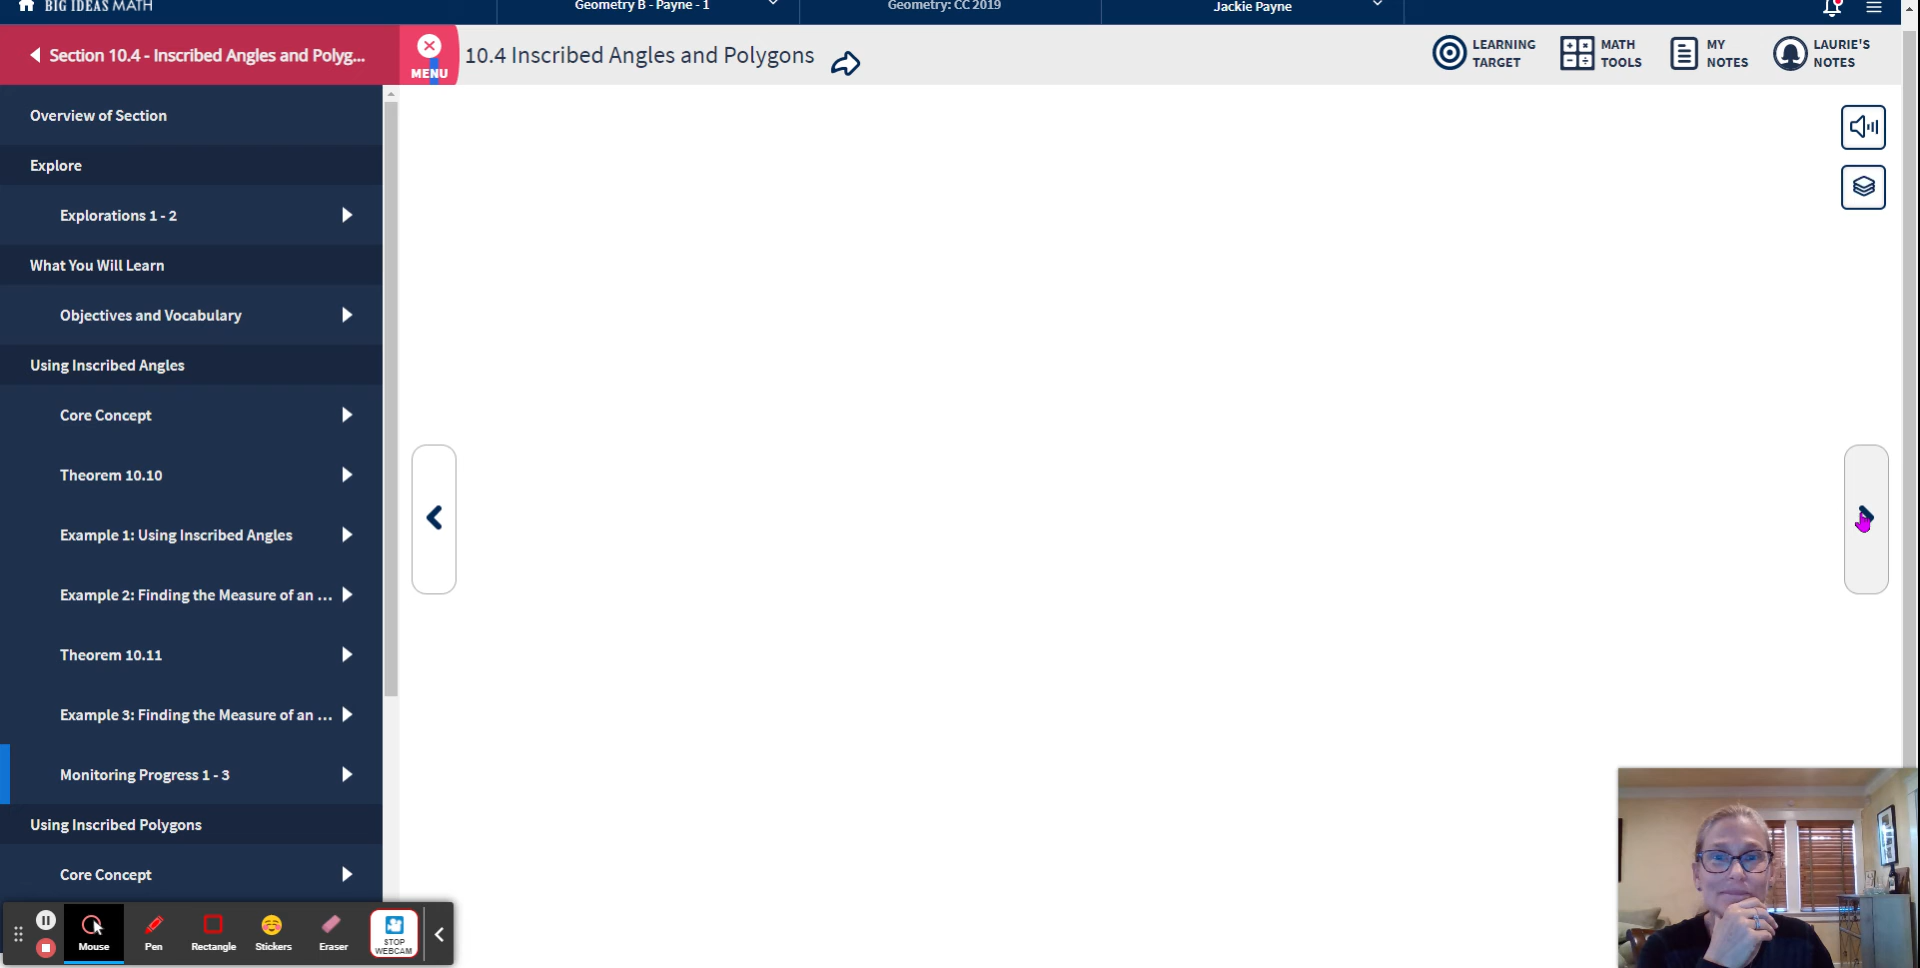 BIG IDEAS MATH
Geometry B - Payne - 1
Geometry: CC 2019
Jackie Payne
Section 10.4 - Inscribed Angles and Polyg...
MENU
10.4 Inscribed Angles and Polygons
LEARNING
TARGET
MATH
TOOLS
MY
NOTES
LAURIE'S
NOTES
Overview of Section
Explore
Explorations 1 - 2
What You Will Learn
Objectives and Vocabulary
Using Inscribed Angles
Core Concept
Theorem 10.10
Example 1: Using Inscribed Angles
Example 2: Finding the Measure of an ...
Theorem 10.11
Example 3: Finding the Measure of an ...
Monitoring Progress 1 - 3
Using Inscribed Polygons
Core Concept
Mouse
Pen
Rectangle
Stickers
Eraser
STOP
WEBCAM